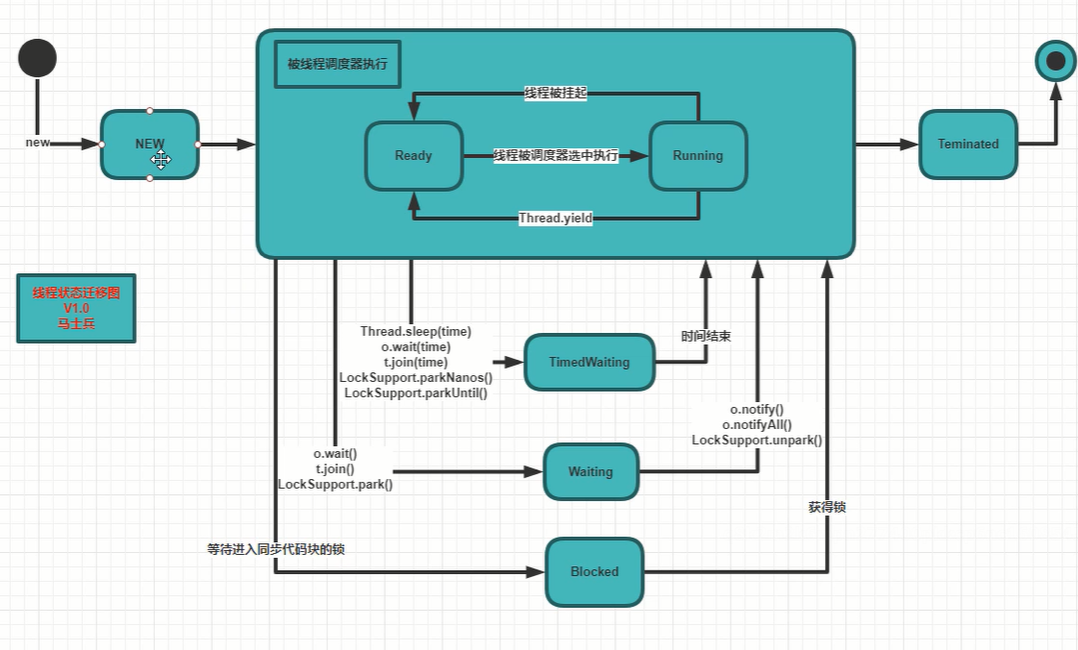 被线程调度器执行
线程被挂起
new
NEW
Ready
线程被调度器选中执行
Running
Teminated
Thread.yield
线程状态迁移图
V1.0
马士兵
Thread.sleep(time)
o.wait(time)
t.join(time)
LockSupport.parkNanos()
LockSupport.parkUntil()
TimedWaiting
时间结束
o.notify()
o.notifyAll()
LockSupport.unpark()
o.wait()
t.join()
LockSupport.park()
Waiting
获得锁
等待进入同步代码块的锁
Blocked